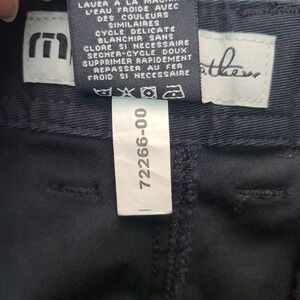 LAVER À LA MACHINE
L'EAU FROIDE AVEC
DES COULEURS
SIMILAIRES
CYCLE DELICATE
BLANCHIR SANS
CLORE SI NECESSAIRE
SECHER-CYCLE DOUX
SUPPRIMER RAPIDEMENT
REPASSER AU FER
FROID SI NECESSAIRE
72266-00